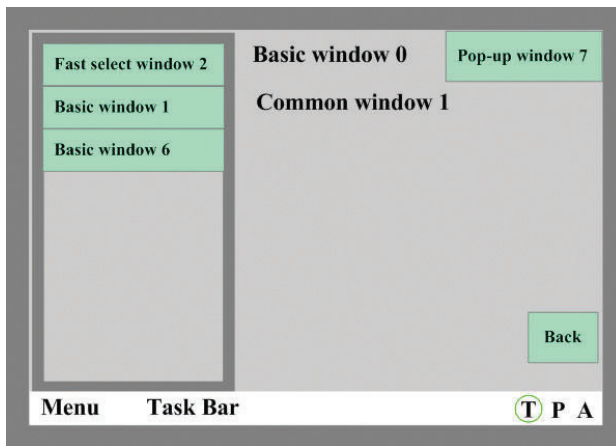 Fast select window 2
Basic window 1
Basic window 6
Basic window 0
Pop-up window 7
Common window 1
Back
Menu
Task Bar
T P A